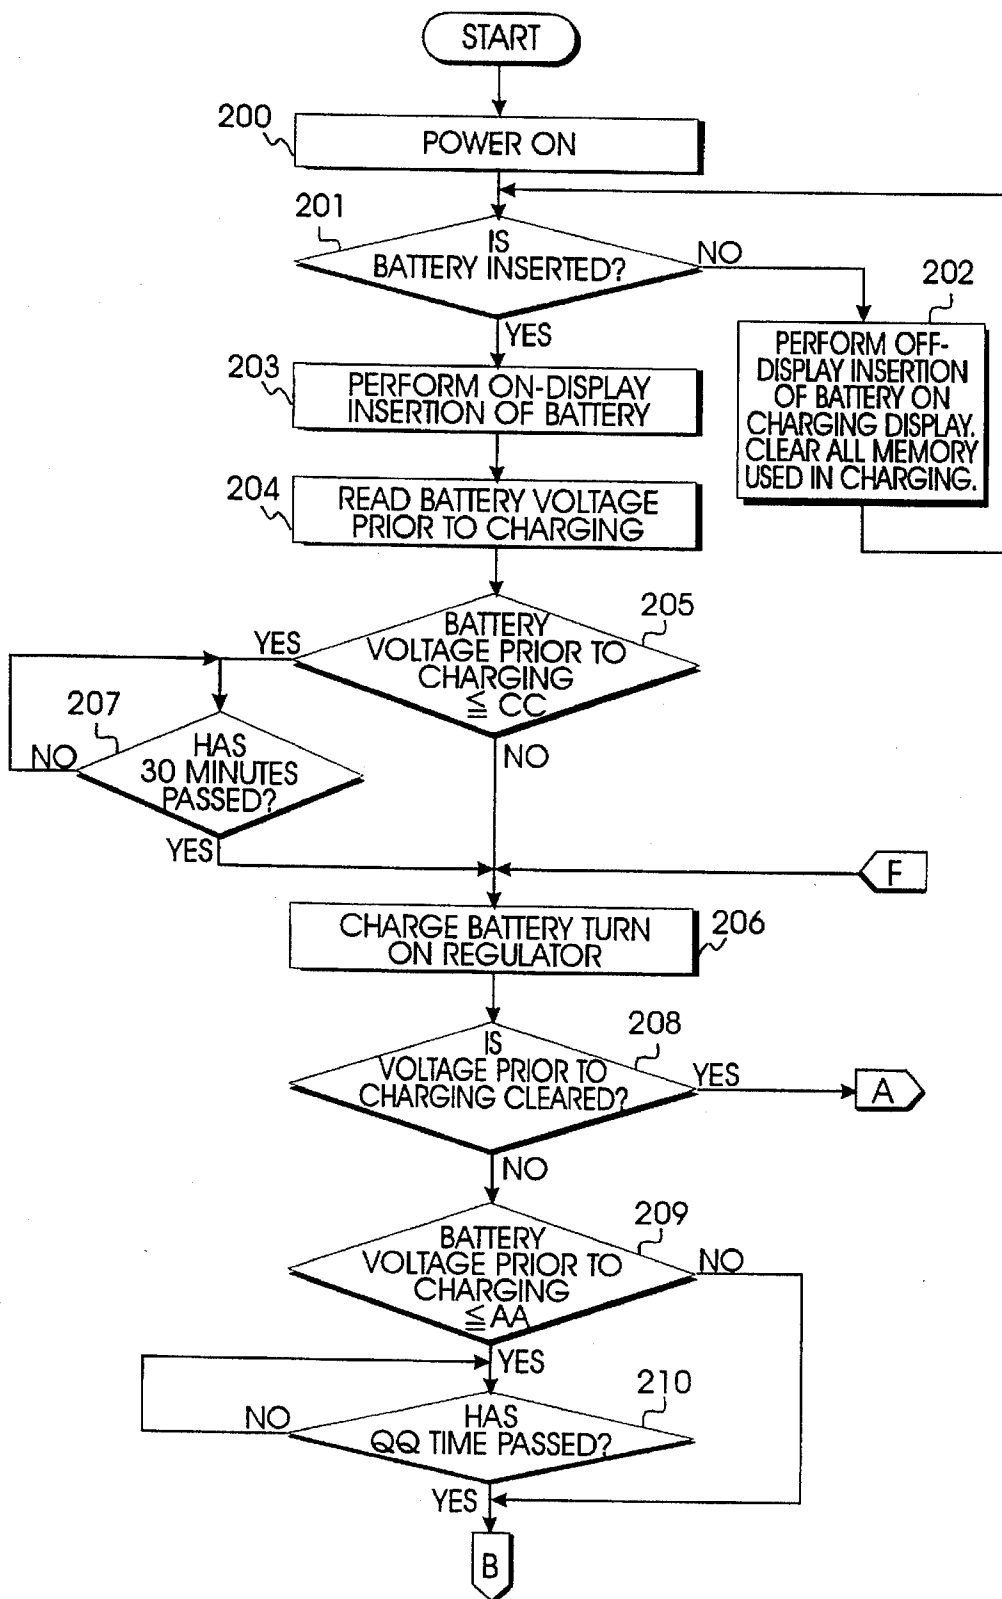 START
200
POWER ON
201
IS
BATTERY INSERTED?
NO
YES
202
PERFORM OFF-
DISPLAY INSERTION
OF BATTERY ON
CHARGING DISPLAY.
CLEAR ALL MEMORY
USED IN CHARGING.
203
PERFORM ON-DISPLAY
INSERTION OF BATTERY
204
READ BATTERY VOLTAGE
PRIOR TO CHARGING
205
BATTERY
VOLTAGE PRIOR TO
CHARGING
≦ CC
YES
NO
207
HAS
30 MINUTES
PASSED?
NO
YES
F
CHARGE BATTERY TURN
ON REGULATOR
206
208
IS
VOLTAGE PRIOR TO
CHARGING CLEARED?
YES
A
NO
209
BATTERY
VOLTAGE PRIOR TO
CHARGING
≦ AA
NO
YES
210
HAS
QQ TIME PASSED?
NO
YES
B